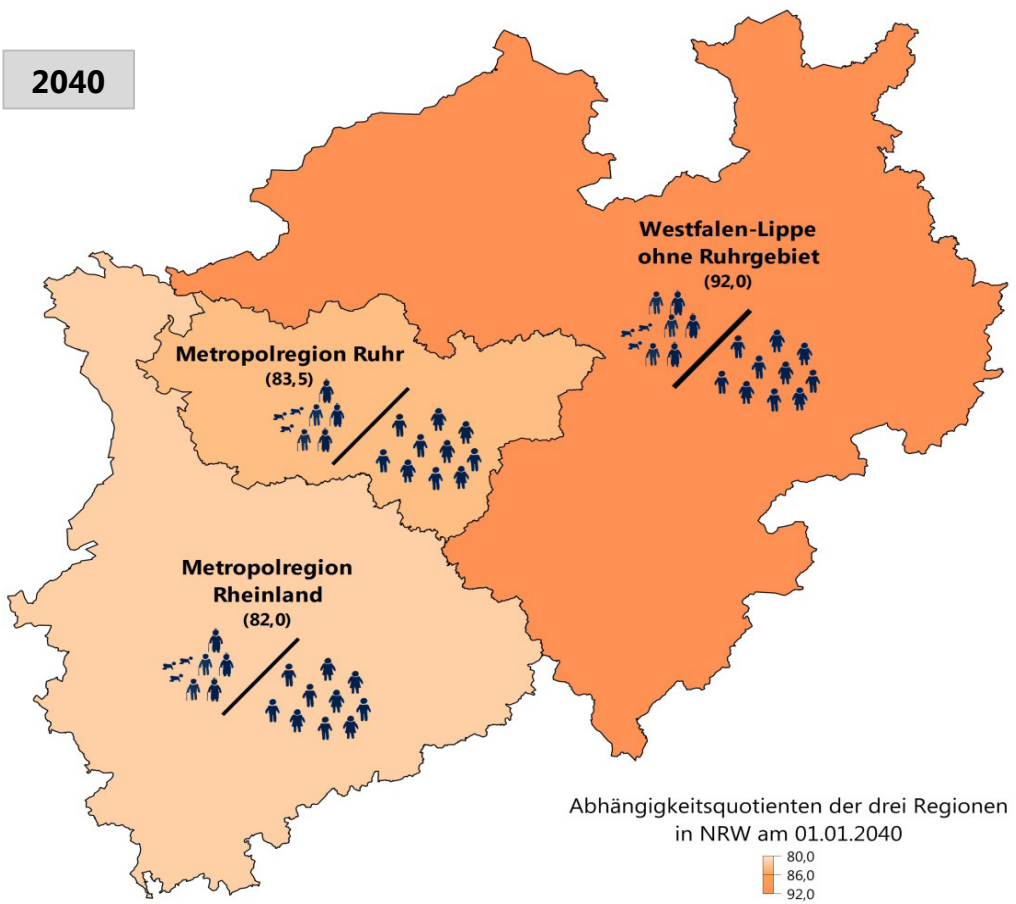 2040
Westfalen-Lippe
ohne Ruhrgebiet
(92,0)
Metropolregion Ruhr
(83,5)
Metropolregion
Rheinland
(82,0)
Abhängigkeitsquotienten der drei Regionen
in NRW am 01.01.2040
80,0
86,0
92,0